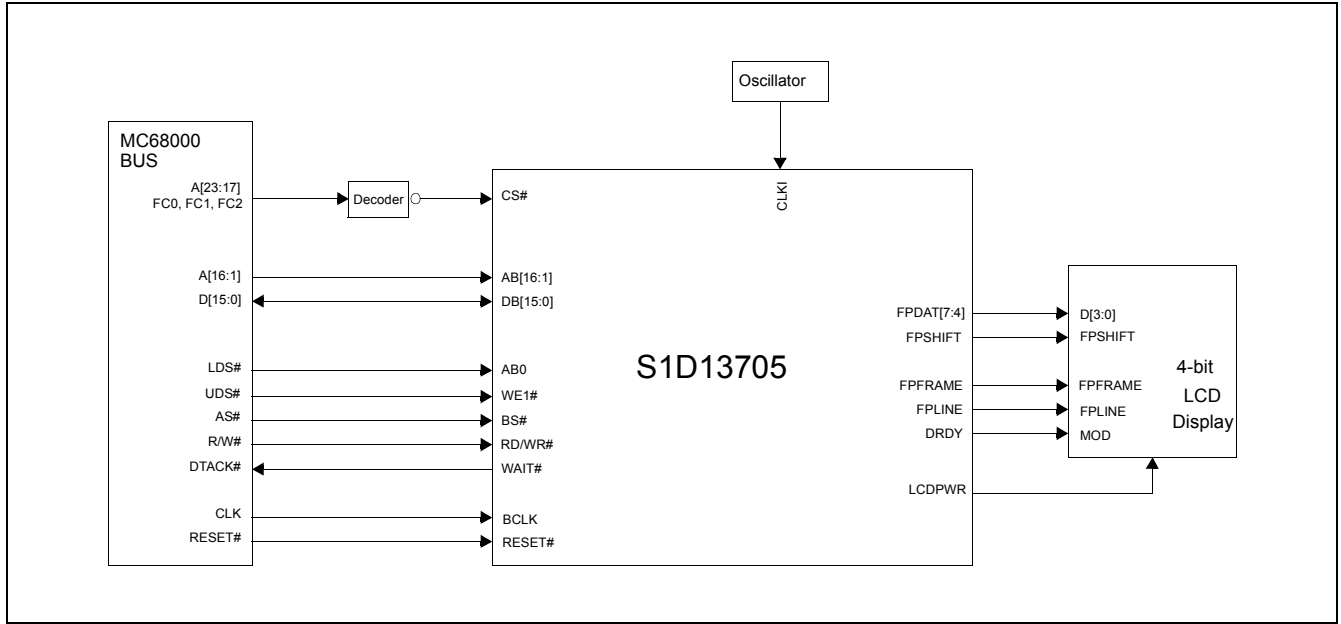 Oscillator
MC68000
BUS
A[23:17]
FC0, FC1, FC2
Decoder
CS#
CLKI
A[16:1]
AB[16:1]
D[15:0]
DB[15:0]
LDS#
AB0
UDS#
WE1#
AS#
BS#
R/W#
RD/WR#
DTACK#
WAIT#
CLK
BCLK
RESET#
RESET#
S1D13705
FPDAT[7:4]
FPSHIFT
FPFRAME
FPLINE
DRDY
LCDPWR
D[3:0]
FPSHIFT
FPFRAME
FPLINE
MOD
4-bit
LCD
Display